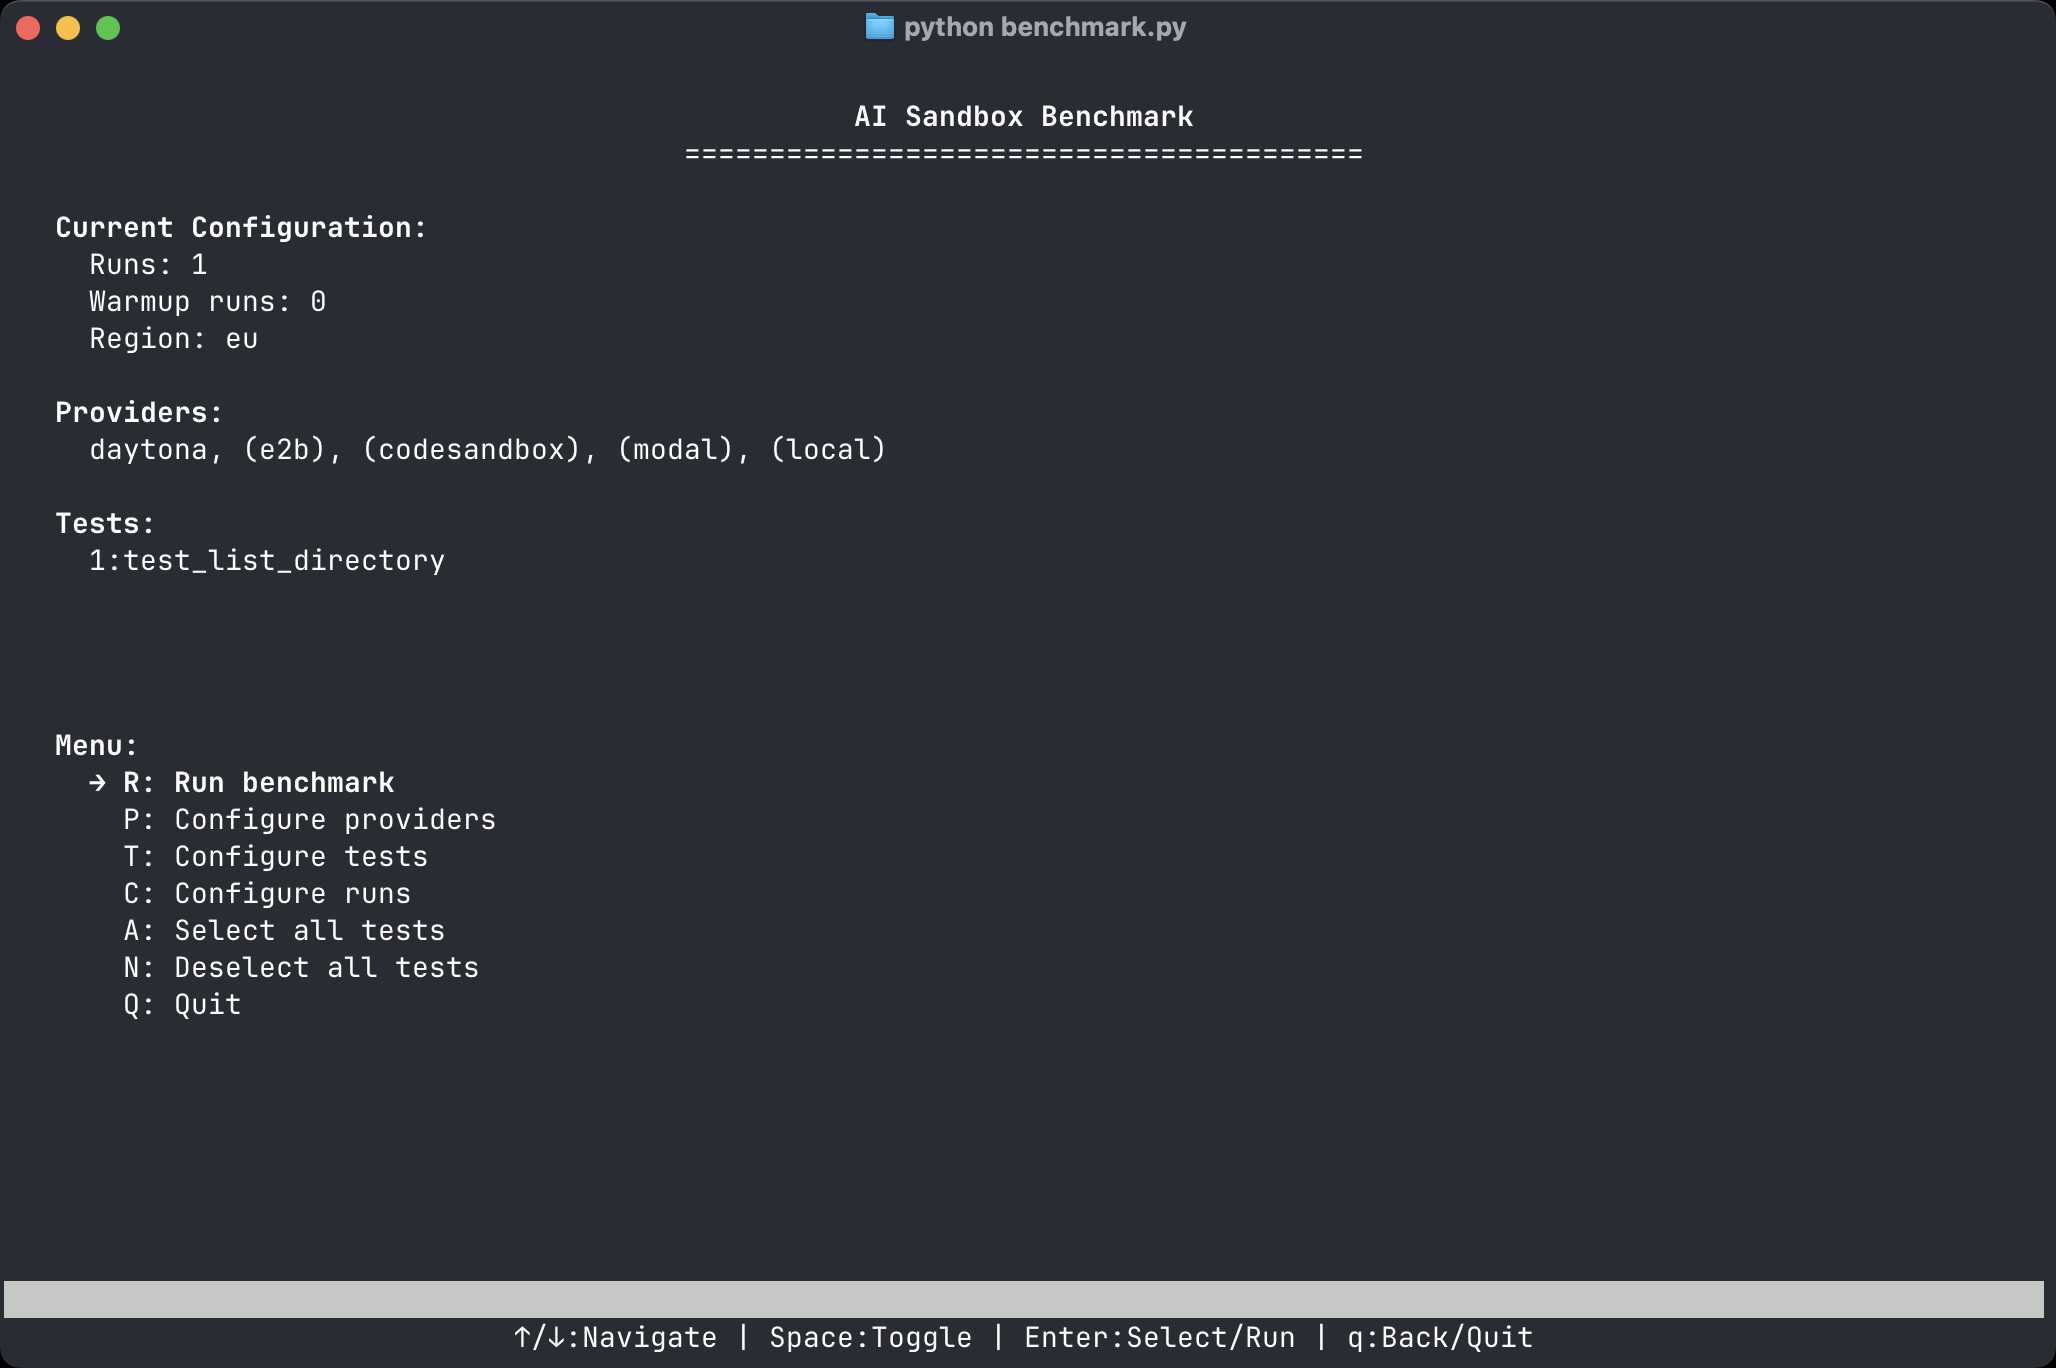 python benchmark.py
AI Sandbox Benchmark
========================================
Current Configuration:
Runs: 1
Warmup runs: 0
Region: eu
Providers:
daytona, (e2b), (codesandbox), (modal), (local)
Tests:
1:test_list_directory
Menu:
→ R: Run benchmark
P: Configure providers
T: Configure tests
C: Configure runs
A: Select all tests
N: Deselect all tests
Q: Quit
↑/↓:Navigate | Space:Toggle | Enter:Select/Run | q:Back/Quit